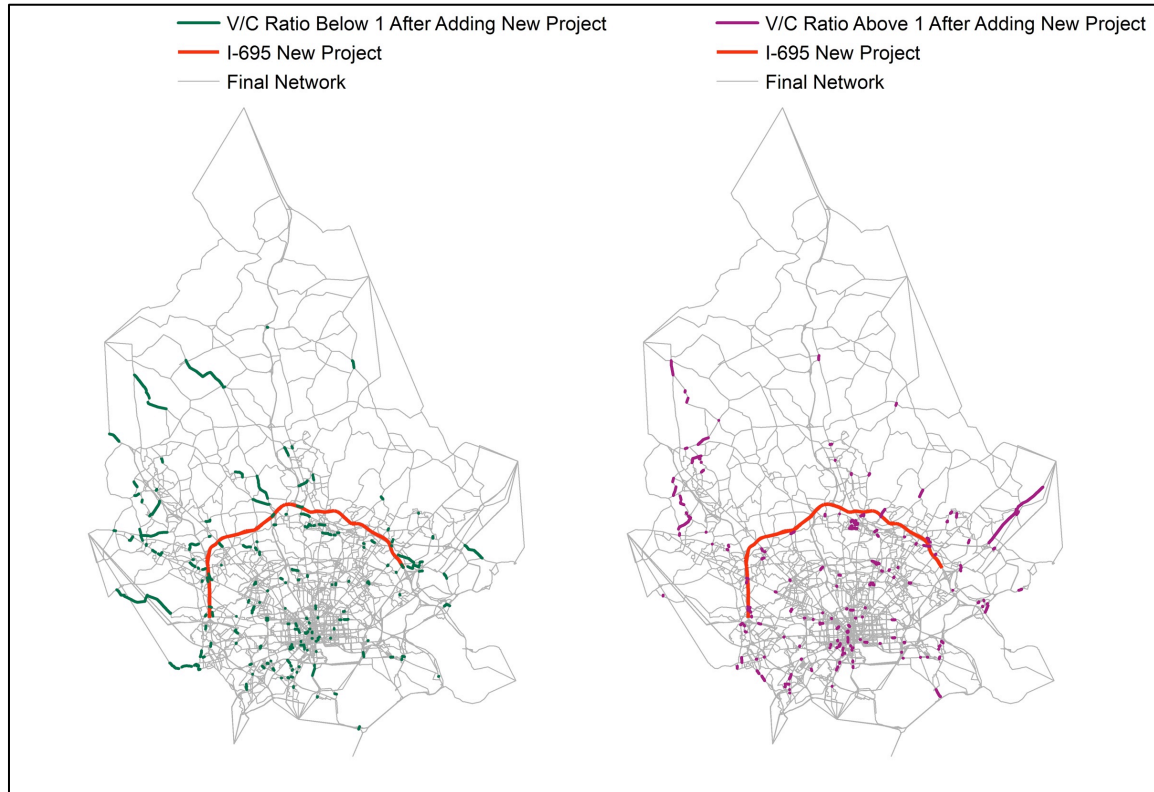 V/C Ratio Below 1 After Adding New Project
I-695 New Project
Final Network
V/C Ratio Above 1 After Adding New Project
I-695 New Project
Final Network